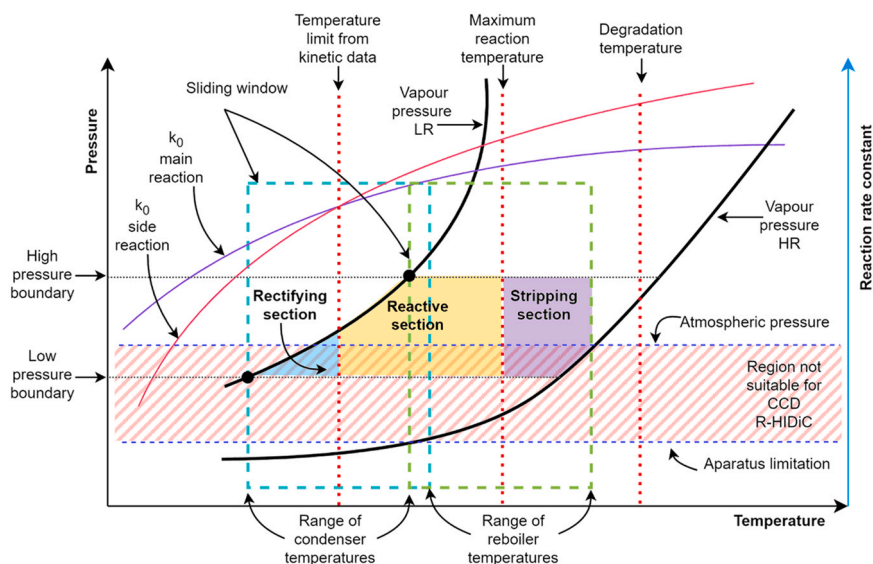 Temperature
limit from
kinetic data
Maximum
reaction
temperature
Degradation
temperature
Sliding window
Vapour
pressure
LR
Pressure
Reaction rate constant
k0
main
reaction
k0
side
reaction
Vapour
pressure
HR
High
pressure
boundary
Rectifying
section
Reactive
section
Stripping
section
Atmospheric pressure
Low
pressure
boundary
Region not
suitable for
CCD
R-HIDiC
Aparatus limitation
Temperature
Range of
condenser
temperatures
Range of
reboiler
temperatures